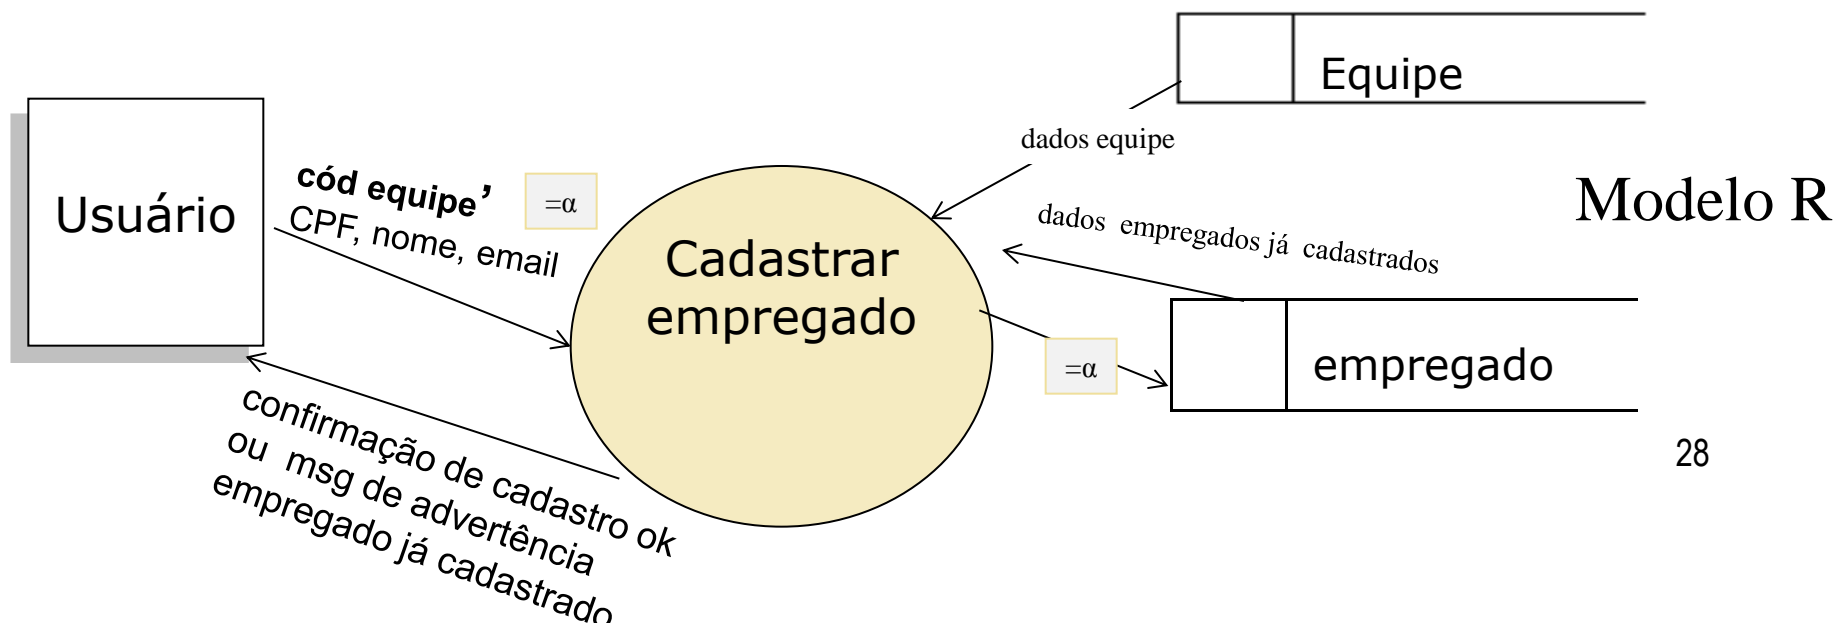 Equipe
dados equipe
Usuário
cód equipe’
CPF, nome, email
=α
Modelo R
dados empregados já cadastrados
Cadastrar
empregado
=α
empregado
confirmação de cadastro ok
ou msg de advertência
empregado já cadastrado
28